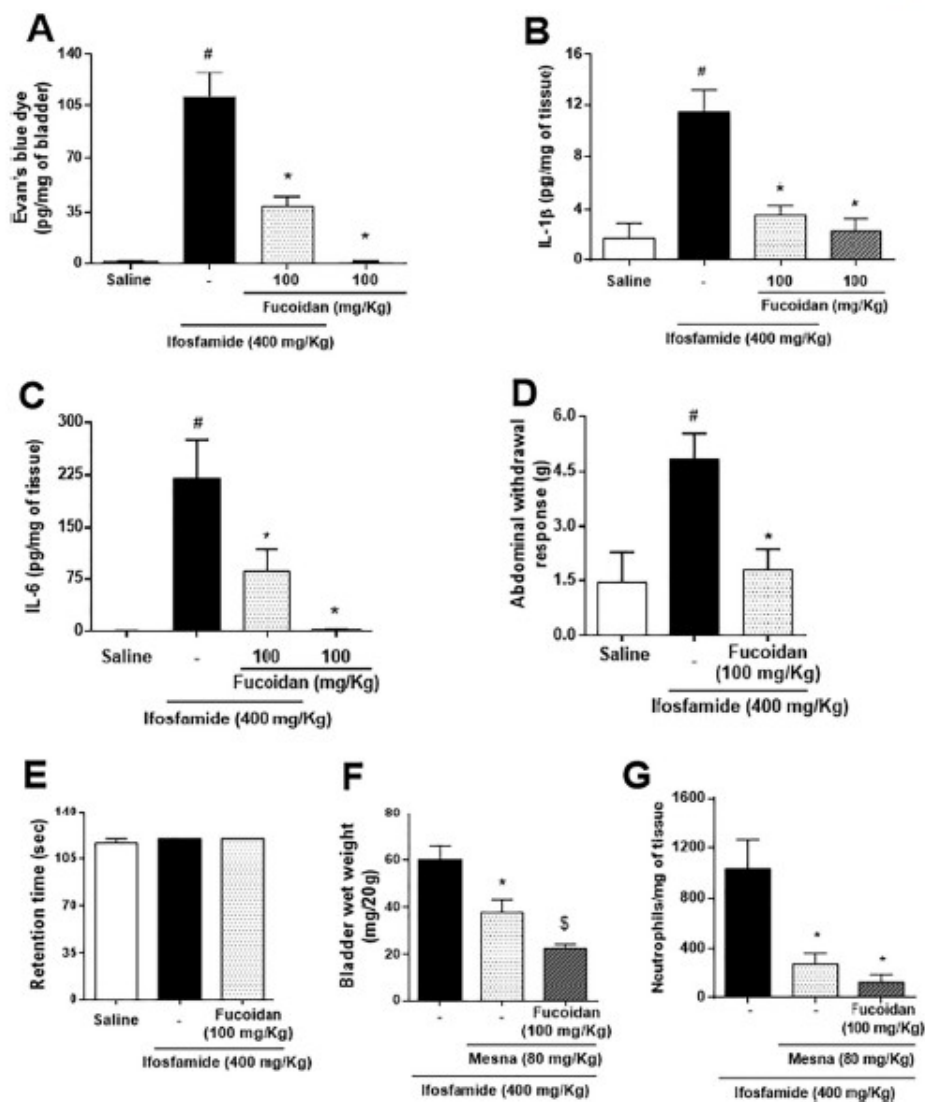 A
Evan's blue dye
(pg/mg of bladder)
140
105
70
35
0
#
*
*
Saline
-
100
100
Fucoidan (mg/Kg)
Ifosfamide (400 mg/Kg)
B
IL-1β (pg/mg of tissue)
16
12
8
4
0
#
*
*
Saline
-
100
100
Fucoidan (mg/Kg)
Ifosfamide (400 mg/Kg)
C
IL-6 (pg/mg of tissue)
300
225
150
75
0
#
*
*
Saline
-
100
100
Fucoidan (mg/Kg)
Ifosfamide (400 mg/Kg)
D
Abdominal withdrawal
response (g)
6.0
4.5
3.0
1.5
0.0
#
*
Saline
-
Fucoidan
(100 mg/Kg)
Ifosfamide (400 mg/Kg)
E
Retention time (sec)
140
105
70
35
0
Saline
-
Fucoidan
(100 mg/Kg)
Ifosfamide (400 mg/Kg)
F
Bladder wet weight
(mg/20g)
80
60
40
20
0
*
$
-
-
Fucoidan
(100 mg/Kg)
Mesna (80 mg/Kg)
Ifosfamide (400 mg/Kg)
G
Neutrophils/mg of tissue
1600
1200
800
400
0
*
*
-
-
Fucoidan
(100 mg/Kg)
Mesna (80 mg/Kg)
Ifosfamide (400 mg/Kg)